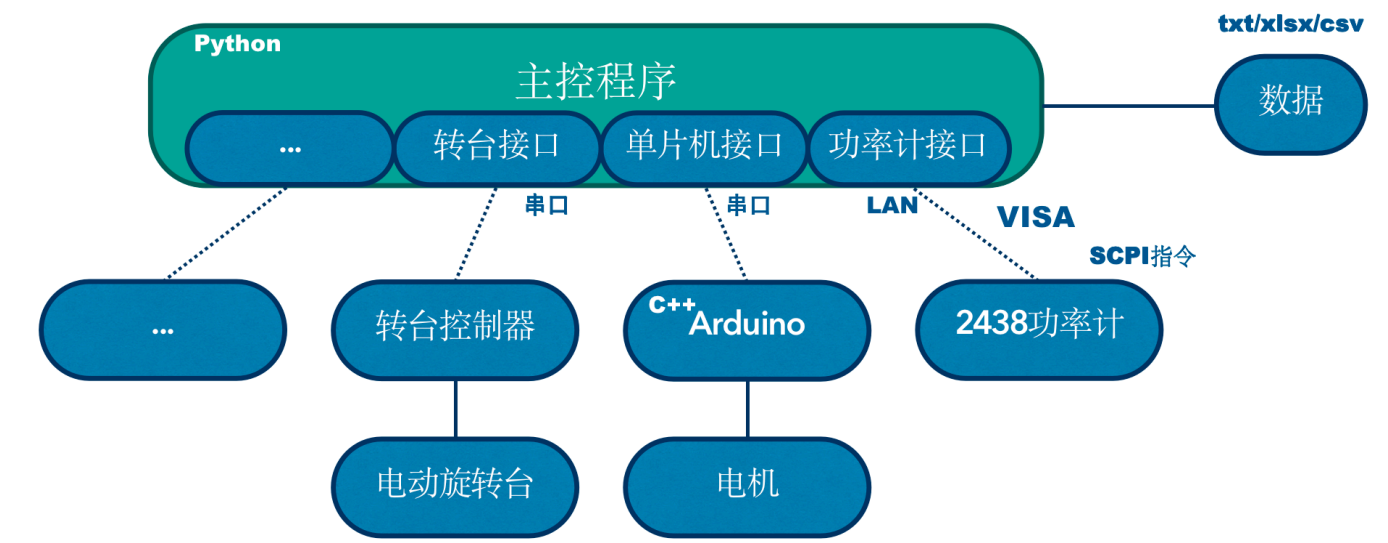 txt/xlsx/csv
Python
主控程序
数据
...
转台接口
单片机接口
功率计接口
串口
串口
LAN
VISA
SCPI指令
...
转台控制器
C++
Arduino
2438功率计
电动旋转台
电机